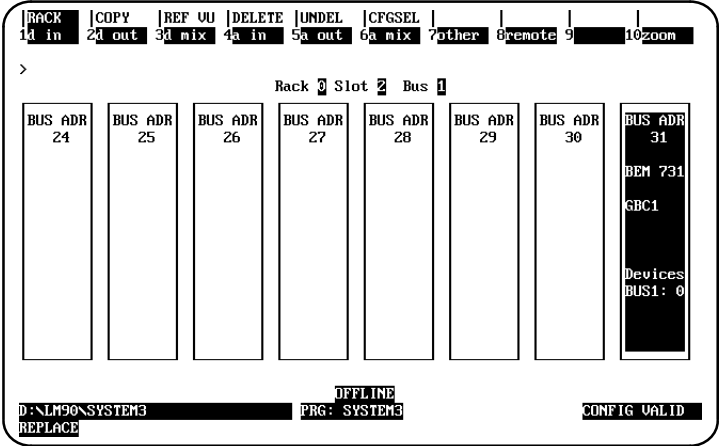 RACK COPY REF VU DELETE UNDEL CFGSEL
1d in 2d out 3d mix 4a in 5a out 6a mix 7other 8remote 9 10zoom
>
Rack 0 Slot 2 Bus 1
BUS ADR BUS ADR BUS ADR BUS ADR BUS ADR BUS ADR BUS ADR BUS ADR
24 25 26 27 28 29 30 31
BEM 731
GBC1
Devices
BUS1: 0
OFFLINE
D:\LM90\SYSTEM3 PRG: SYSTEM3 CONFIG VALID
REPLACE